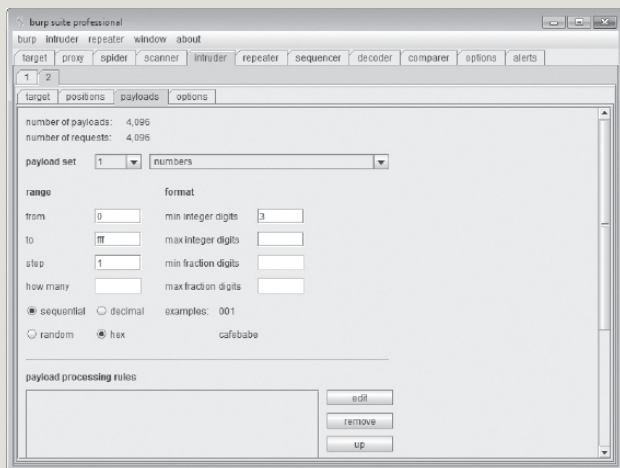 burp suite professional
burp intruder repeater window about
target proxy spider scanner intruder repeater sequencer decoder comparer options alerts
1 2
target positions payloads options
number of payloads: 4,096
number of requests: 4,096
payload set 1 numbers
range format
from 0 min integer digits 3
to fff max integer digits
step 1 min fraction digits
how many max fraction digits
sequential decimal examples: 001
random hex cafebabe
payload processing rules
edit
remove
up